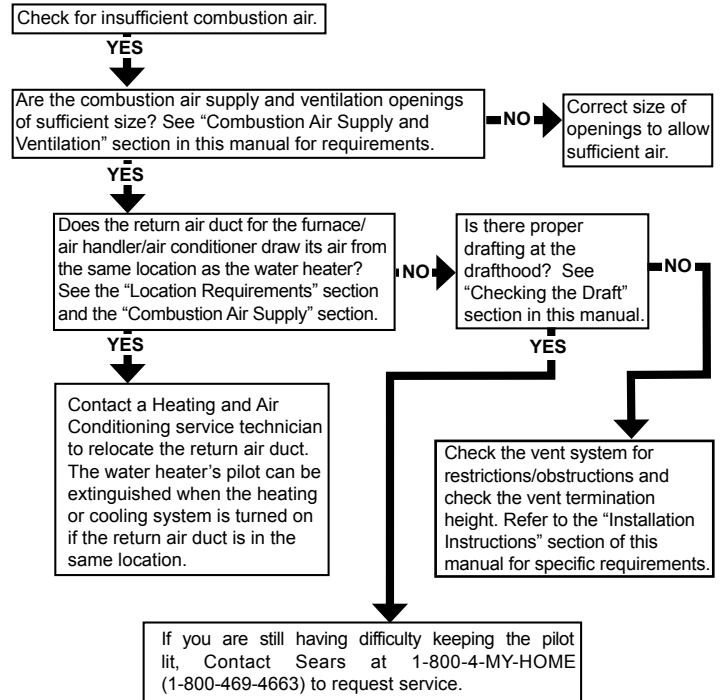 Check for insufficient combustion air.
YES
Are the combustion air supply and ventilation openings
of sufficient size? See “Combustion Air Supply and
Ventilation” section in this manual for requirements.
NO
Correct size of
openings to allow
sufficient air.
YES
Does the return air duct for the furnace/
air handler/air conditioner draw its air from
the same location as the water heater?
See the “Location Requirements” section
and the “Combustion Air Supply” section.
NO
Is there proper
drafting at the
drafthood? See
“Checking the Draft”
section in this manual.
NO
YES
YES
Contact a Heating and Air
Conditioning service technician
to relocate the return air duct.
The water heater’s pilot can be
extinguished when the heating
or cooling system is turned on
if the return air duct is in the
same location.
Check the vent system for
restrictions/obstructions and
check the vent termination
height. Refer to the “Installation
Instructions” section of this
manual for specific requirements.
If you are still having difficulty keeping the pilot
lit, Contact Sears at 1-800-4-MY-HOME
(1-800-469-4663) to request service.